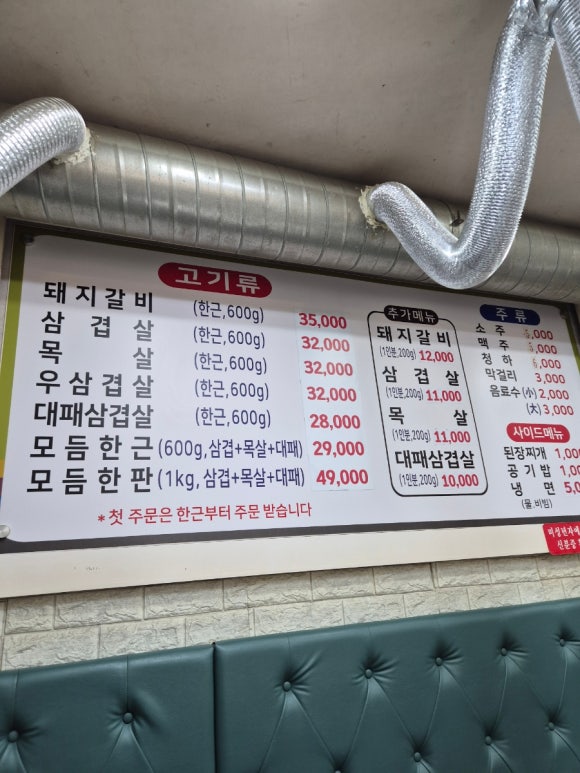 고기류
돼지갈비 (한근,600g) 35,000
삼겹살 (한근,600g) 32,000
목살 (한근,600g) 32,000
우삼겹살 (한근,600g) 32,000
대패삼겹살 (한근,600g) 28,000
모듬한근 (600g,삼겹+목살+대패) 29,000
모듬한판 (1kg, 삼겹+목살+대패) 49,000
*첫 주문은 한근부터 주문 받습니다
추가메뉴
돼지갈비
(1인분,200g) 12,000
삼겹살
(1인분,200g) 11,000
목살
(1인분,200g) 11,000
대패삼겹살
(1인분,200g) 10,000
주류
소주
맥주
청하
막걸리 3,000
음료수(小) 2,000
(大) 3,000
사이드메뉴
된장찌개
공기밥
냉면
(물.비빔)